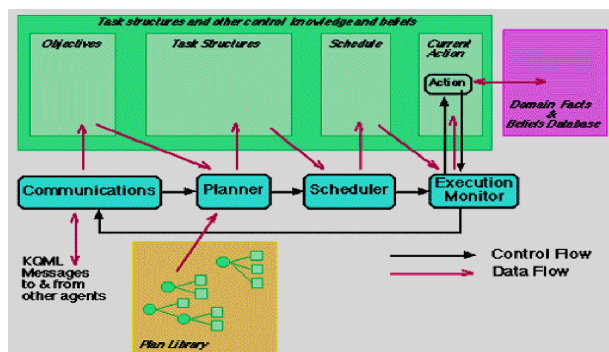 Task structures and other control knowledge and beliefs
Objectives
Task Structures
Schedule
Current
Action
Action
Domain Facts
&
Beliefs Database
Communications
Planner
Scheduler
Execution
Monitor
KQML
Messages
to & from
other agents
Control Flow
Data Flow
Plan Library